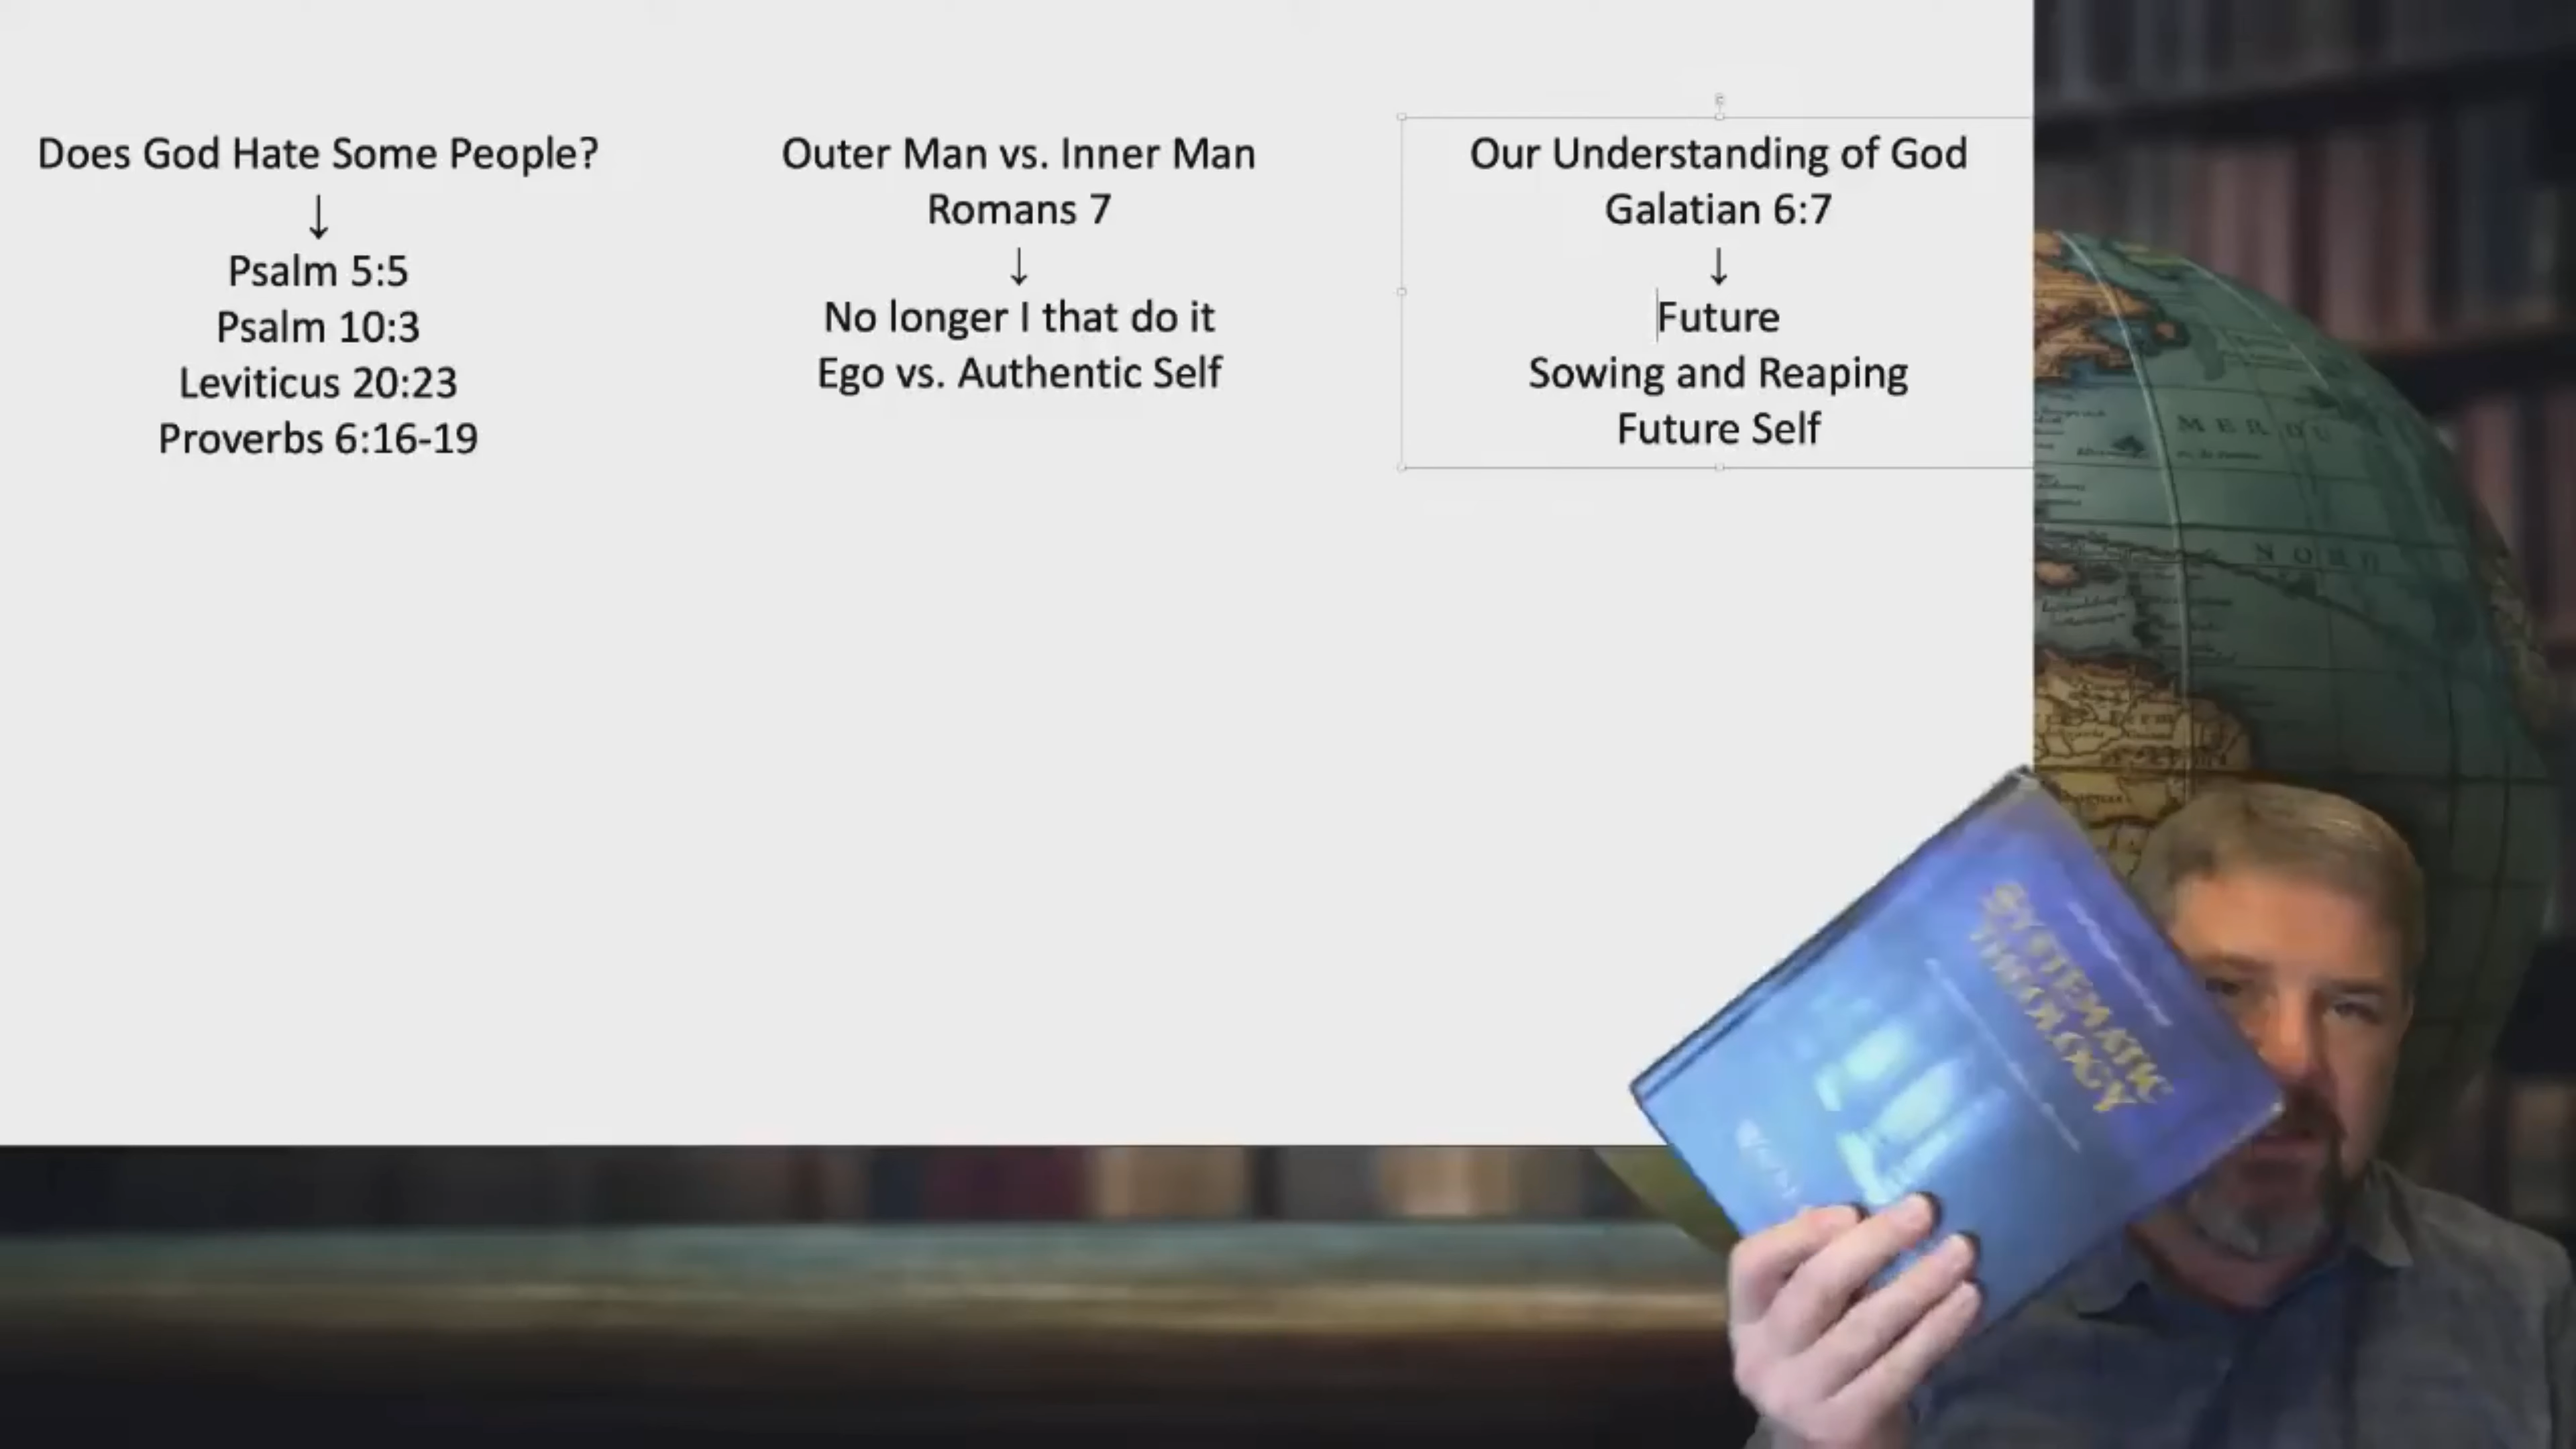 Does God Hate Some People?
↓
Psalm 5:5
Psalm 10:3
Leviticus 20:23
Proverbs 6:16-19
Outer Man vs. Inner Man
Romans 7
↓
No longer I that do it
Ego vs. Authentic Self
Our Understanding of God
Galatian 6:7
↓
Future
Sowing and Reaping
Future Self
MERDU
NORD
SYSTEMATIC
THEOLOGY